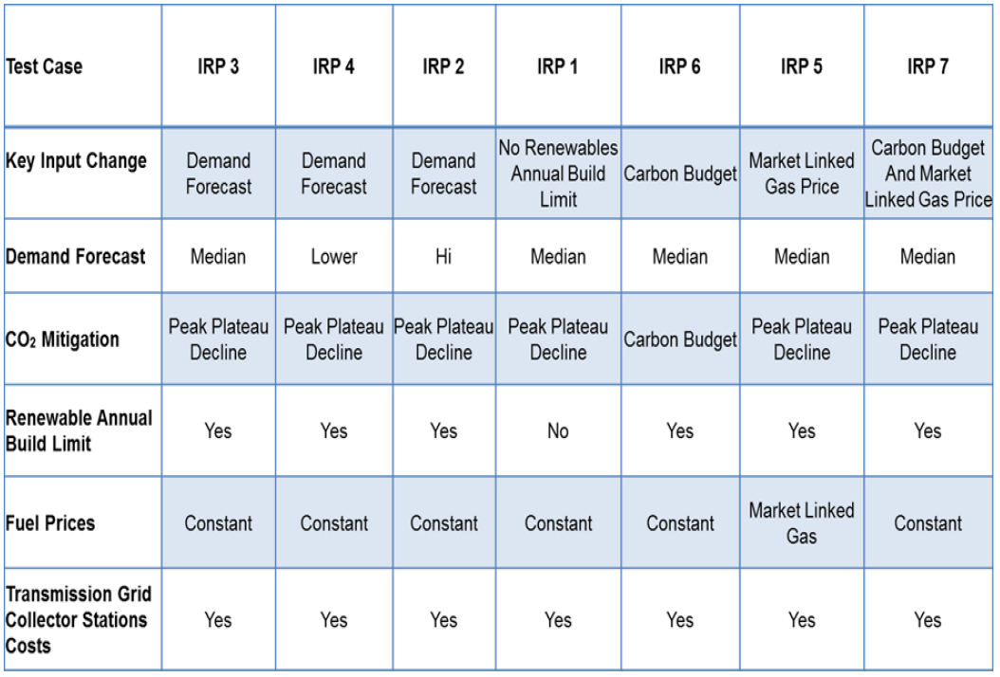 Test Case IRP 3 IRP 4 IRP 2 IRP 1 IRP 6 IRP 5 IRP 7
Key Input Change
Demand
Forecast
Demand
Forecast
Demand
Forecast
No Renewables
Annual Build
Limit
Carbon Budget
Market Linked
Gas Price
Carbon Budget
And Market
Linked Gas Price
Demand Forecast Median Lower Hi Median Median Median Median
CO₂ Mitigation
Peak Plateau
Decline
Peak Plateau
Decline
Peak Plateau
Decline
Peak Plateau
Decline
Carbon Budget
Peak Plateau
Decline
Peak Plateau
Decline
Renewable Annual
Build Limit
Yes Yes Yes No Yes Yes Yes
Fuel Prices
Constant
Constant
Constant
Constant
Constant
Market Linked
Gas
Constant
Transmission Grid
Collector Stations
Costs
Yes Yes Yes Yes Yes Yes Yes